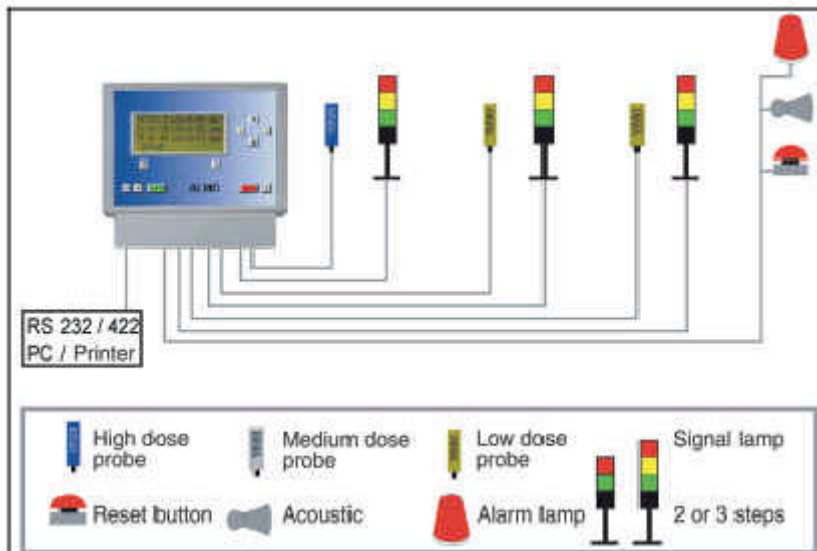 RS 232 / 422
PC / Printer
High dose
probe
Medium dose
probe
Low dose
probe
Signal lamp
Reset button
Acoustic
Alarm lamp
2 or 3 steps